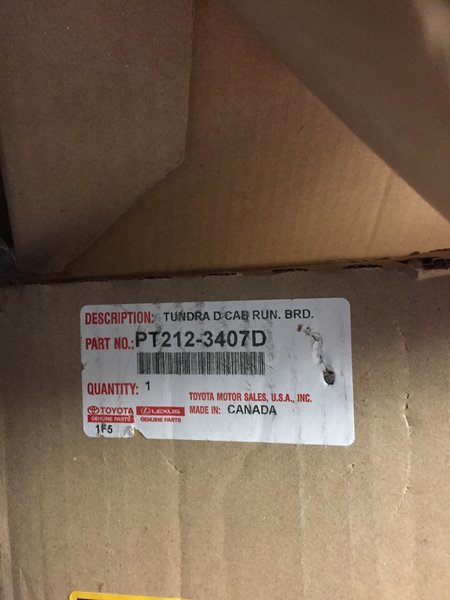 DESCRIPTION: TUNDRA D CAB RUN. BRD.
PART NO.: PT212-3407D
QUANTITY: 1
TOYOTA MOTOR SALES, U.S.A., INC.
TOYOTA LEXUS MADE IN: CANADA
GENUINE PARTS GENUINE PARTS
1F5